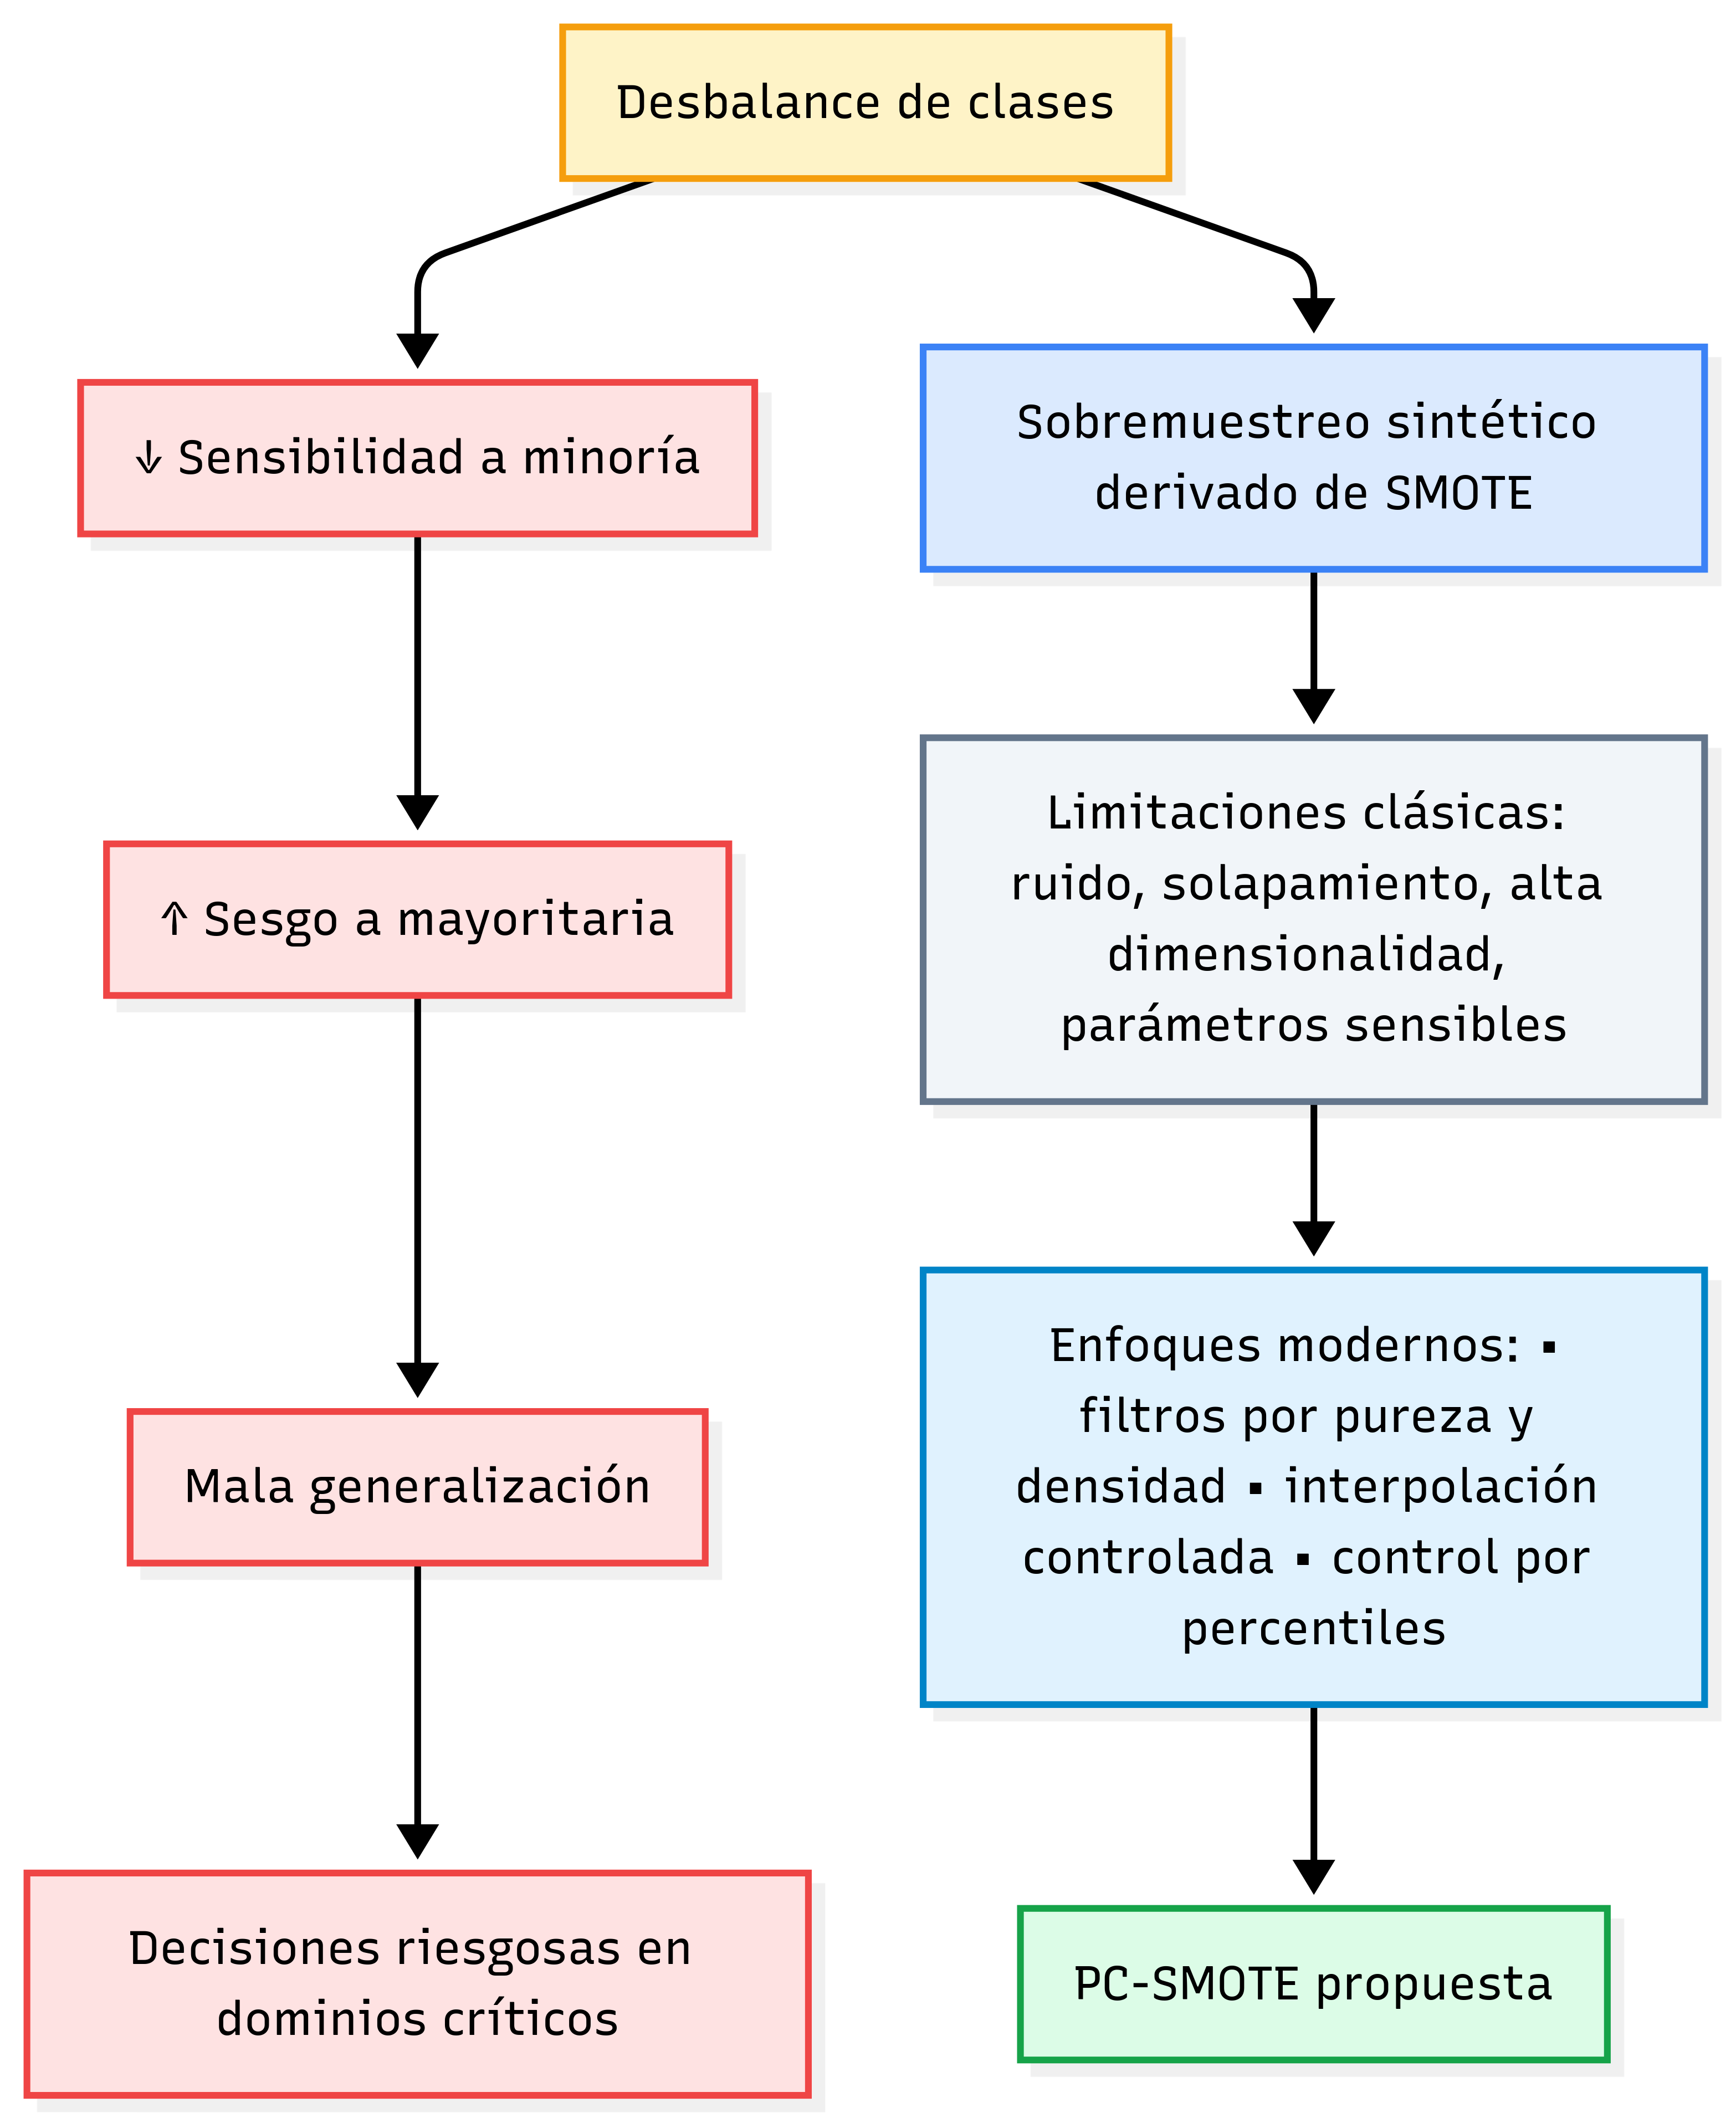 Desbalance de clases
↓ Sensibilidad a minoría
↑ Sesgo a mayoritaria
Mala generalización
Decisiones riesgosas en
dominios críticos
Sobremuestreo sintético
derivado de SMOTE
Limitaciones clásicas:
ruido, solapamiento, alta
dimensionalidad,
parámetros sensibles
Enfoques modernos: ▪
filtros por pureza y
densidad ▪ interpolación
controlada ▪ control por
percentiles
PC-SMOTE propuesta